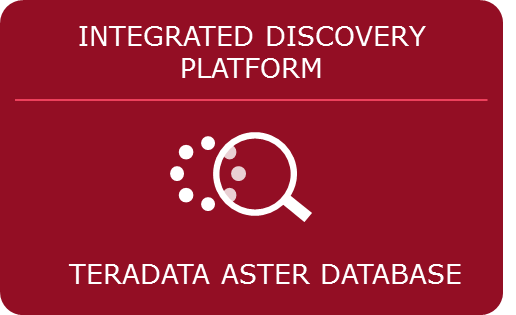 INTEGRATED DISCOVERY
PLATFORM
TERADATA ASTER DATABASE